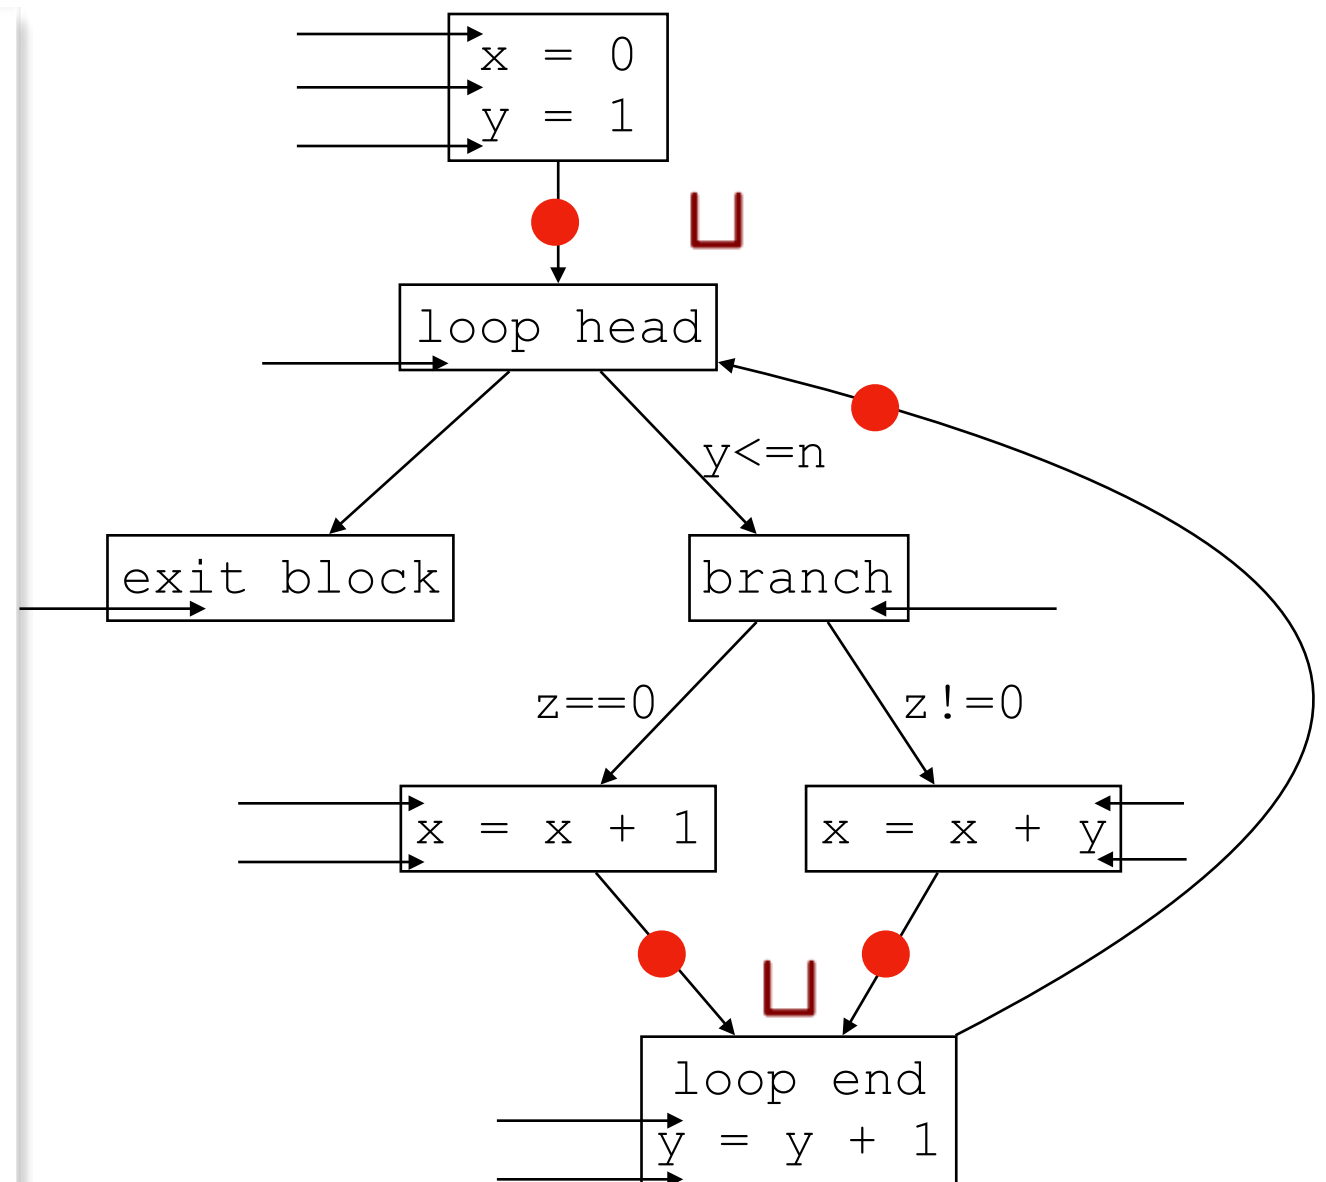 x = 0
y = 1
⊔
loop head
y<=n
exit block
branch
z==0
z!=0
x = x + 1
x = x + y
⊔
loop end
y = y + 1